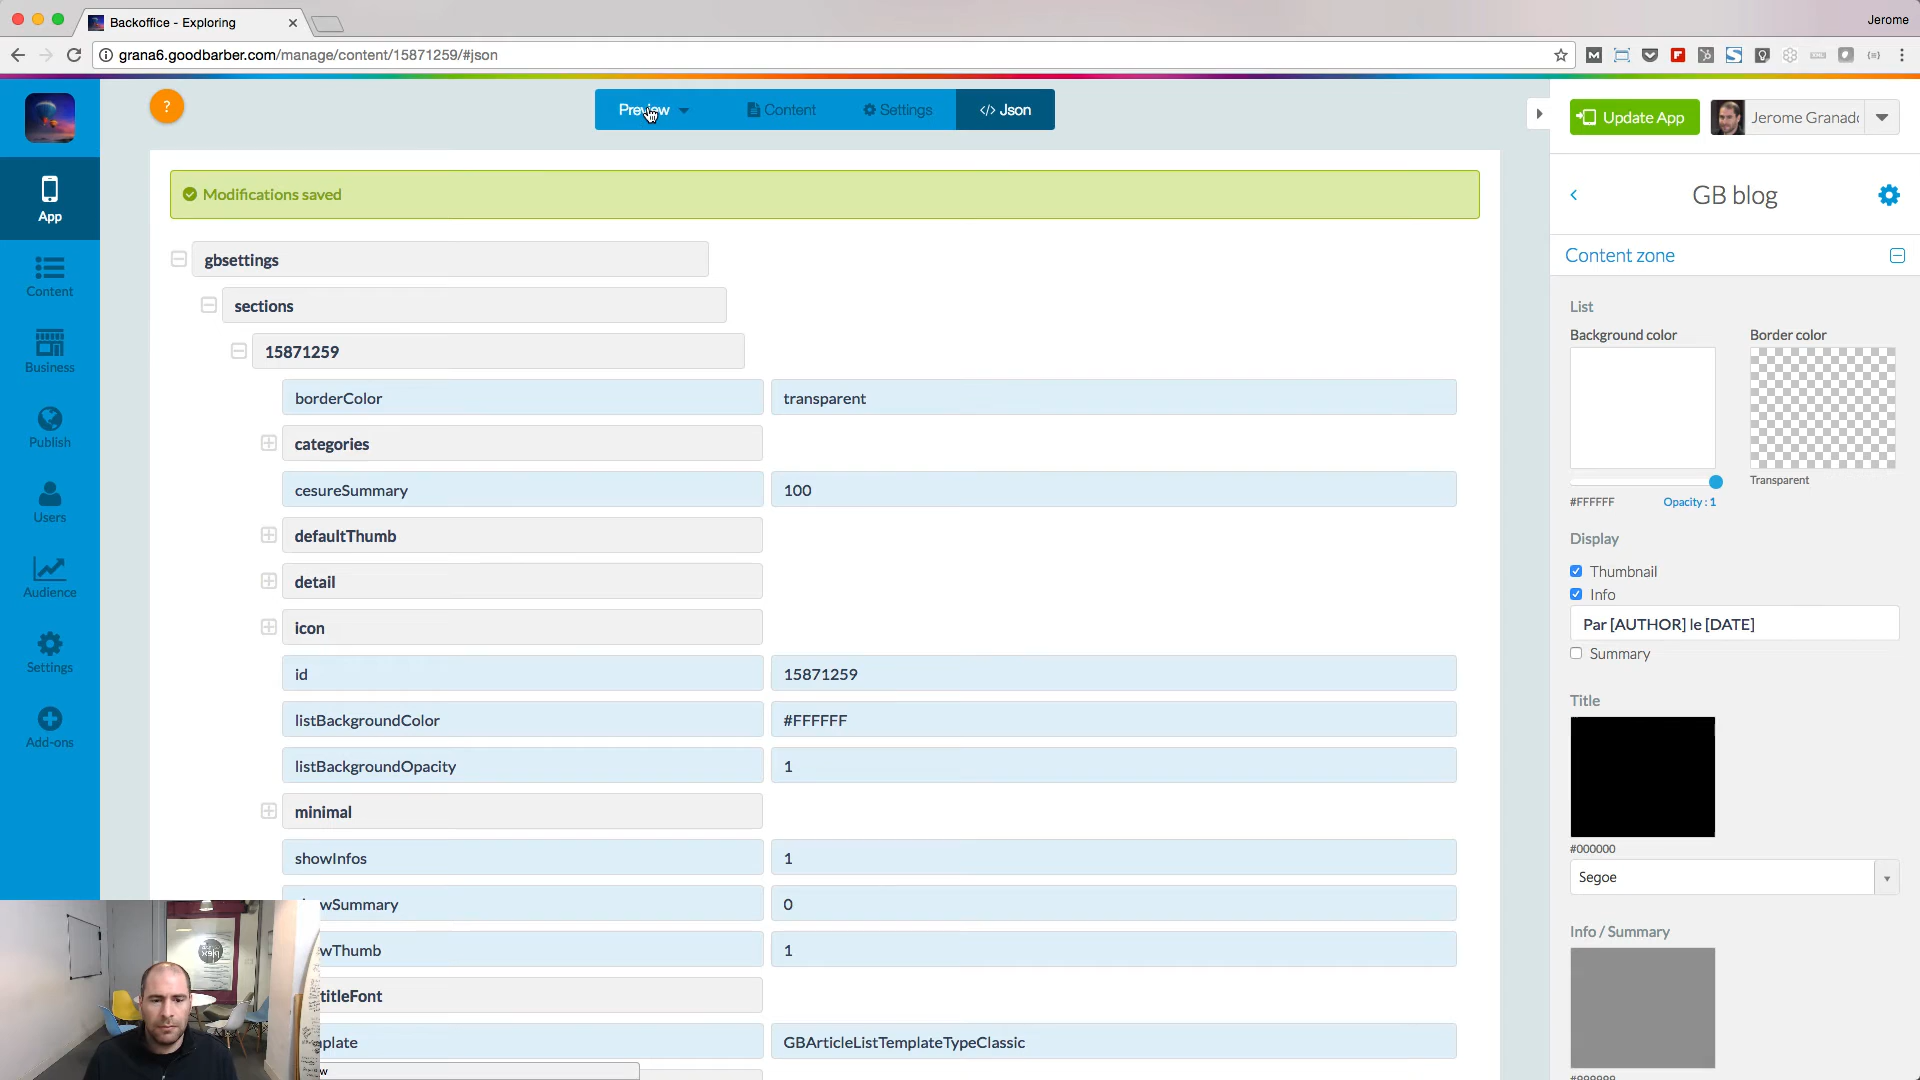 Backoffice - Exploring
Jerome
grana6.goodbarber.com/manage/content/15871259/#json
?
Preview
Content
Settings
</> Json
Update App
Jerome Granado
App
Content
Business
Publish
Users
Audience
Settings
Add-ons
Modifications saved
gbsettings
sections
15871259
borderColor
transparent
categories
cesureSummary
100
defaultThumb
detail
icon
id
15871259
listBackgroundColor
#FFFFFF
listBackgroundOpacity
1
minimal
showInfos
1
wSummary
0
wThumb
1
titleFont
plate
GBArticleListTemplateTypeClassic
w
GB blog
Content zone
List
Background color
Border color
#FFFFFF
Opacity : 1
Transparent
Display
Thumbnail
Info
Par [AUTHOR] le [DATE]
Summary
Title
#000000
Segoe
Info / Summary